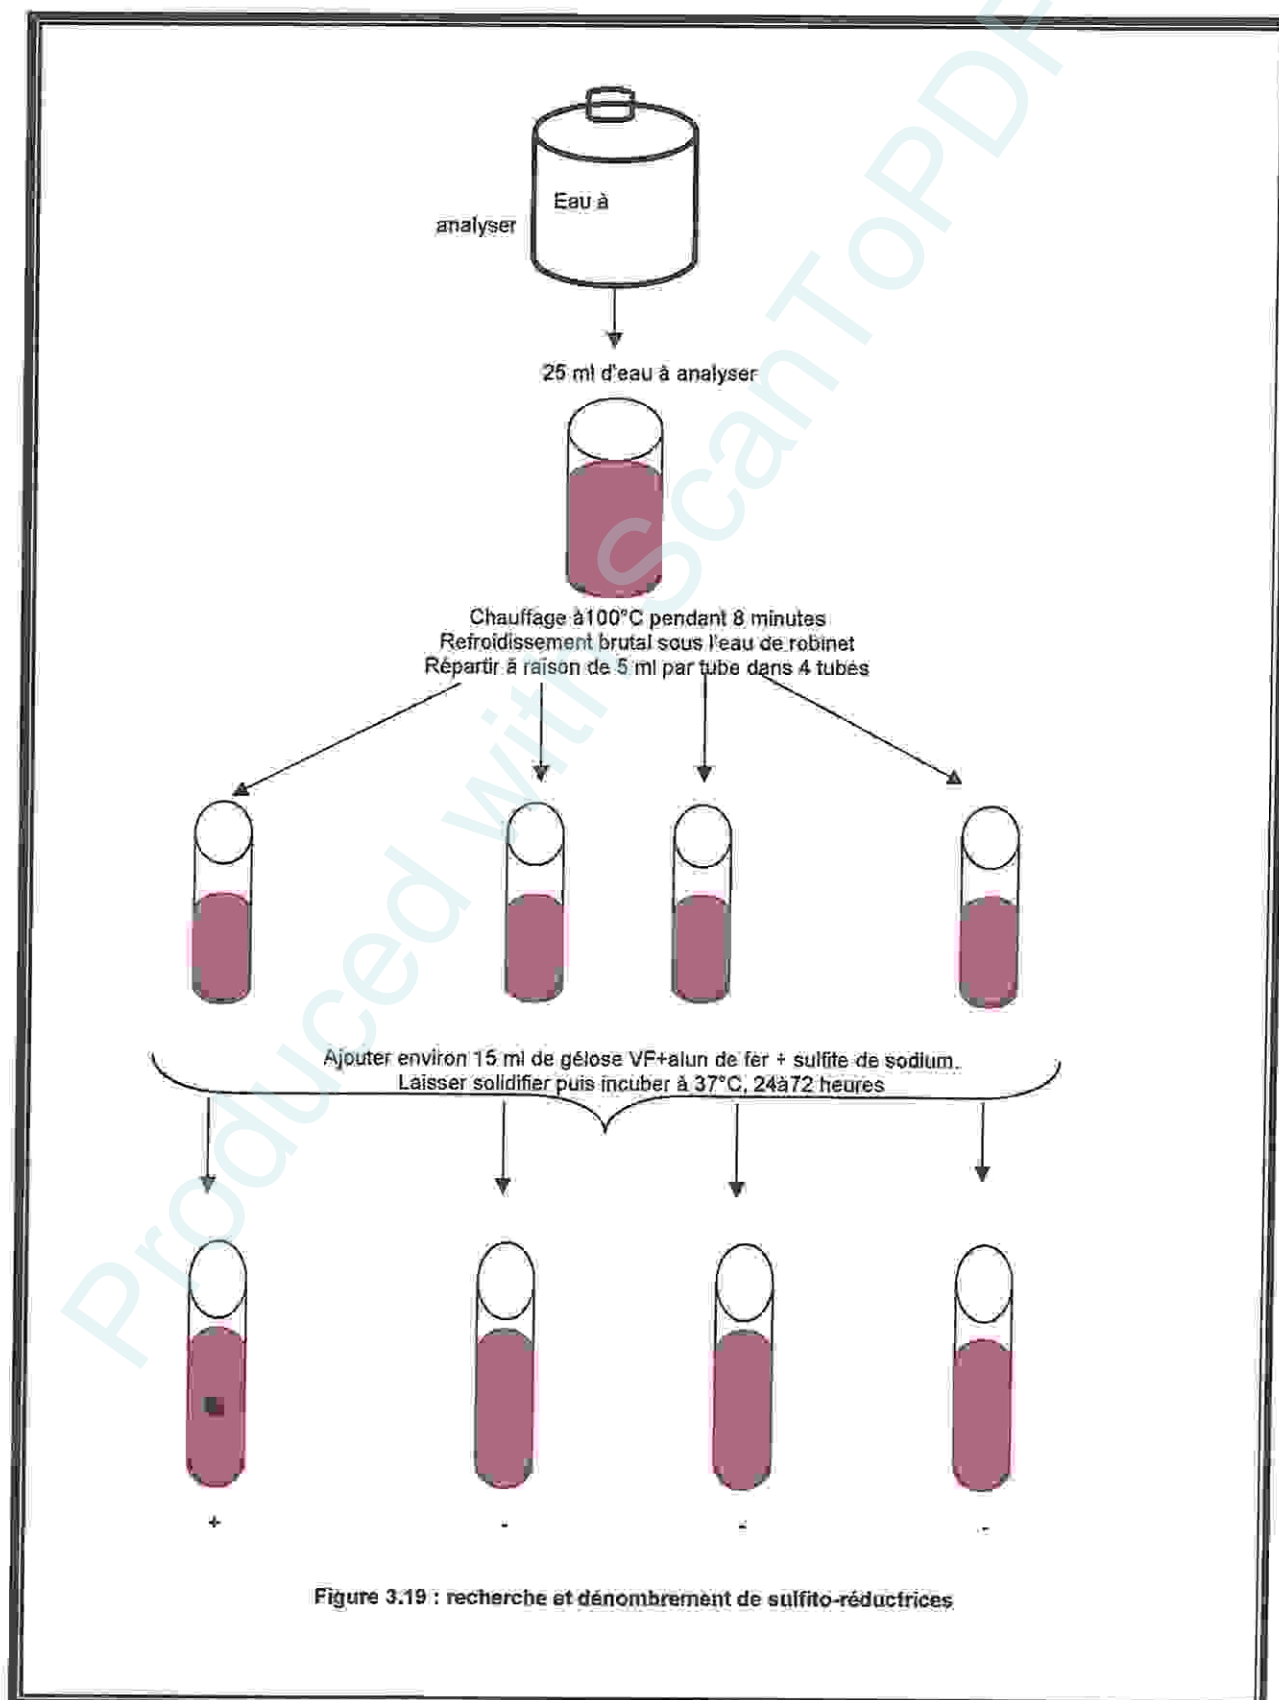 Eau à
analyser
25 ml d'eau à analyser
Chauffage à100°C pendant 8 minutes
Refroidissement brutal sous l'eau de robinet
Répartir à raison de 5 ml par tube dans 4 tubes
Ajouter environ 15 ml de gélose VF+alun de fer + sulfite de sodium.
Laisser solidifier puis incuber à 37°C, 24à72 heures
+ - - -
Figure 3.19 : recherche et dénombrement de sulfito-réductrices
Produced with ScanToPDF